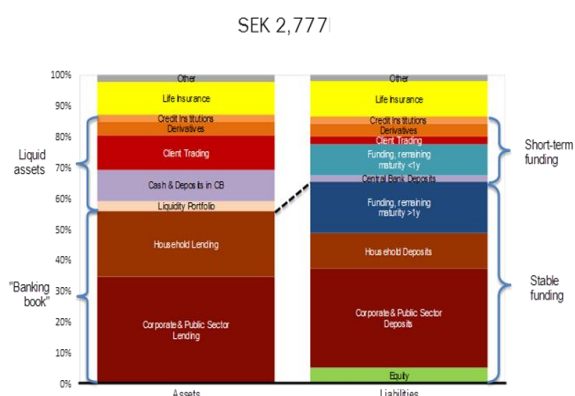 SEK 2,777
100%
90%
80%
70%
60%
50%
40%
30%
20%
10%
0%
Liquid
assets
"Banking
book"
Other
Life Insurance
Credit Institutions
Derivatives
Client Trading
Cash & Deposits in CB
Liquidity Portfolio
Household Lending
Corporate & Public Sector
Lending
Assets
Other
Life Insurance
Credit Institutions
Derivatives
Client Trading
Funding, remaining
maturity <1y
Central Bank Deposits
Funding, remaining
maturity >1y
Household Deposits
Corporate & Public Sector
Deposits
Equity
Liabilities
Short-term
funding
Stable
funding